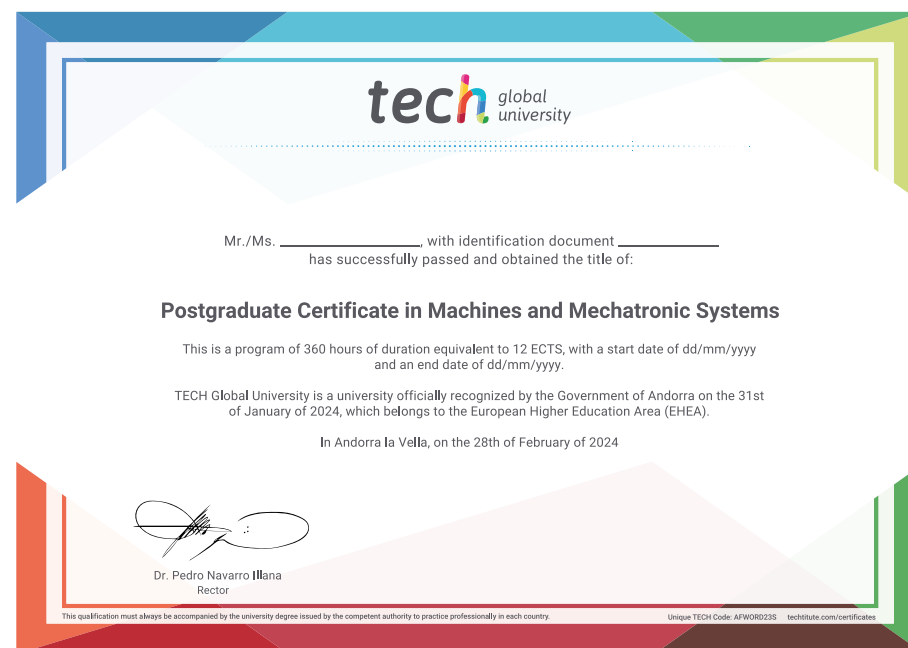 tech global
university
Mr./Ms. ____________, with identification document ____________
has successfully passed and obtained the title of:
Postgraduate Certificate in Machines and Mechatronic Systems
This is a program of 360 hours of duration equivalent to 12 ECTS, with a start date of dd/mm/yyyy
and an end date of dd/mm/yyyy.
TECH Global University is a university officially recognized by the Government of Andorra on the 31st
of January of 2024, which belongs to the European Higher Education Area (EHEA).
In Andorra la Vella, on the 28th of February of 2024
Dr. Pedro Navarro Illana
Rector
This qualification must always be accompanied by the university degree issued by the competent authority to practice professionally in each country.
Unique TECH Code: AFWORD23S techtitute.com/certificates